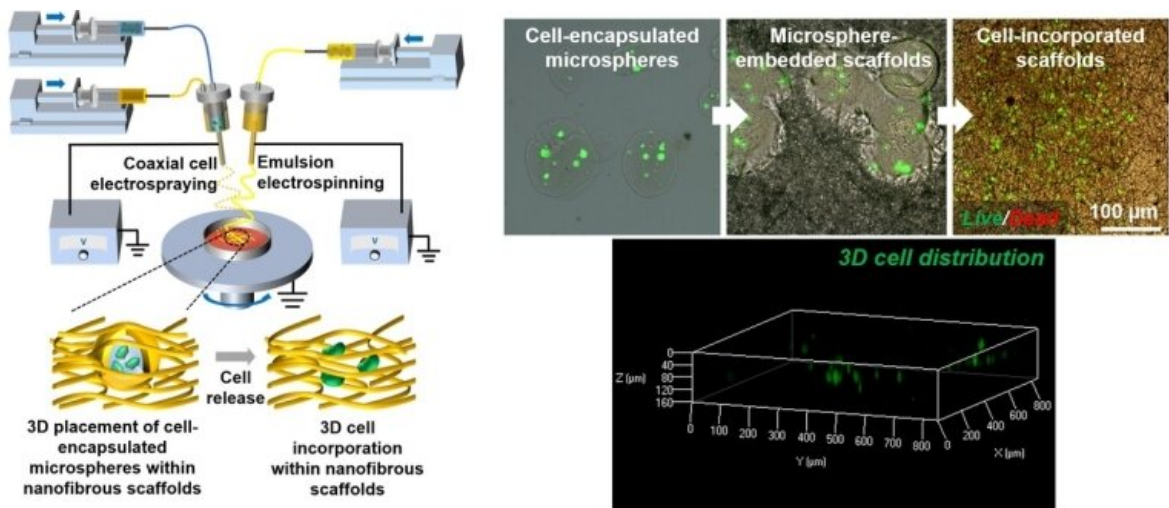 Coaxial cell
electrospraying
Emulsion
electrospinning
V
V
Cell
release
3D placement of cell-
encapsulated
microspheres within
nanofibrous scaffolds
3D cell
incorporation
within nanofibrous
scaffolds
Cell-encapsulated
microspheres
Microsphere-
embedded scaffolds
Cell-incorporated
scaffolds
Live/Dead
100 µm
3D cell distribution
Z (µm)
0
40
80
120
160
0 100 200 300 400 500 600 700 800
Y (µm)
0 200 400 600 800
X (µm)